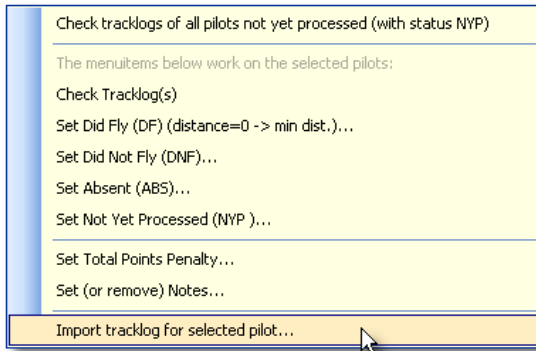 Check tracklogs of all pilots not yet processed (with status NYP)
The menuitems below work on the selected pilots:
Check Tracklog(s)
Set Did Fly (DF) (distance=0 -> min dist.)...
Set Did Not Fly (DNF)...
Set Absent (ABS)...
Set Not Yet Processed (NYP )...
Set Total Points Penalty...
Set (or remove) Notes...
Import tracklog for selected pilot...